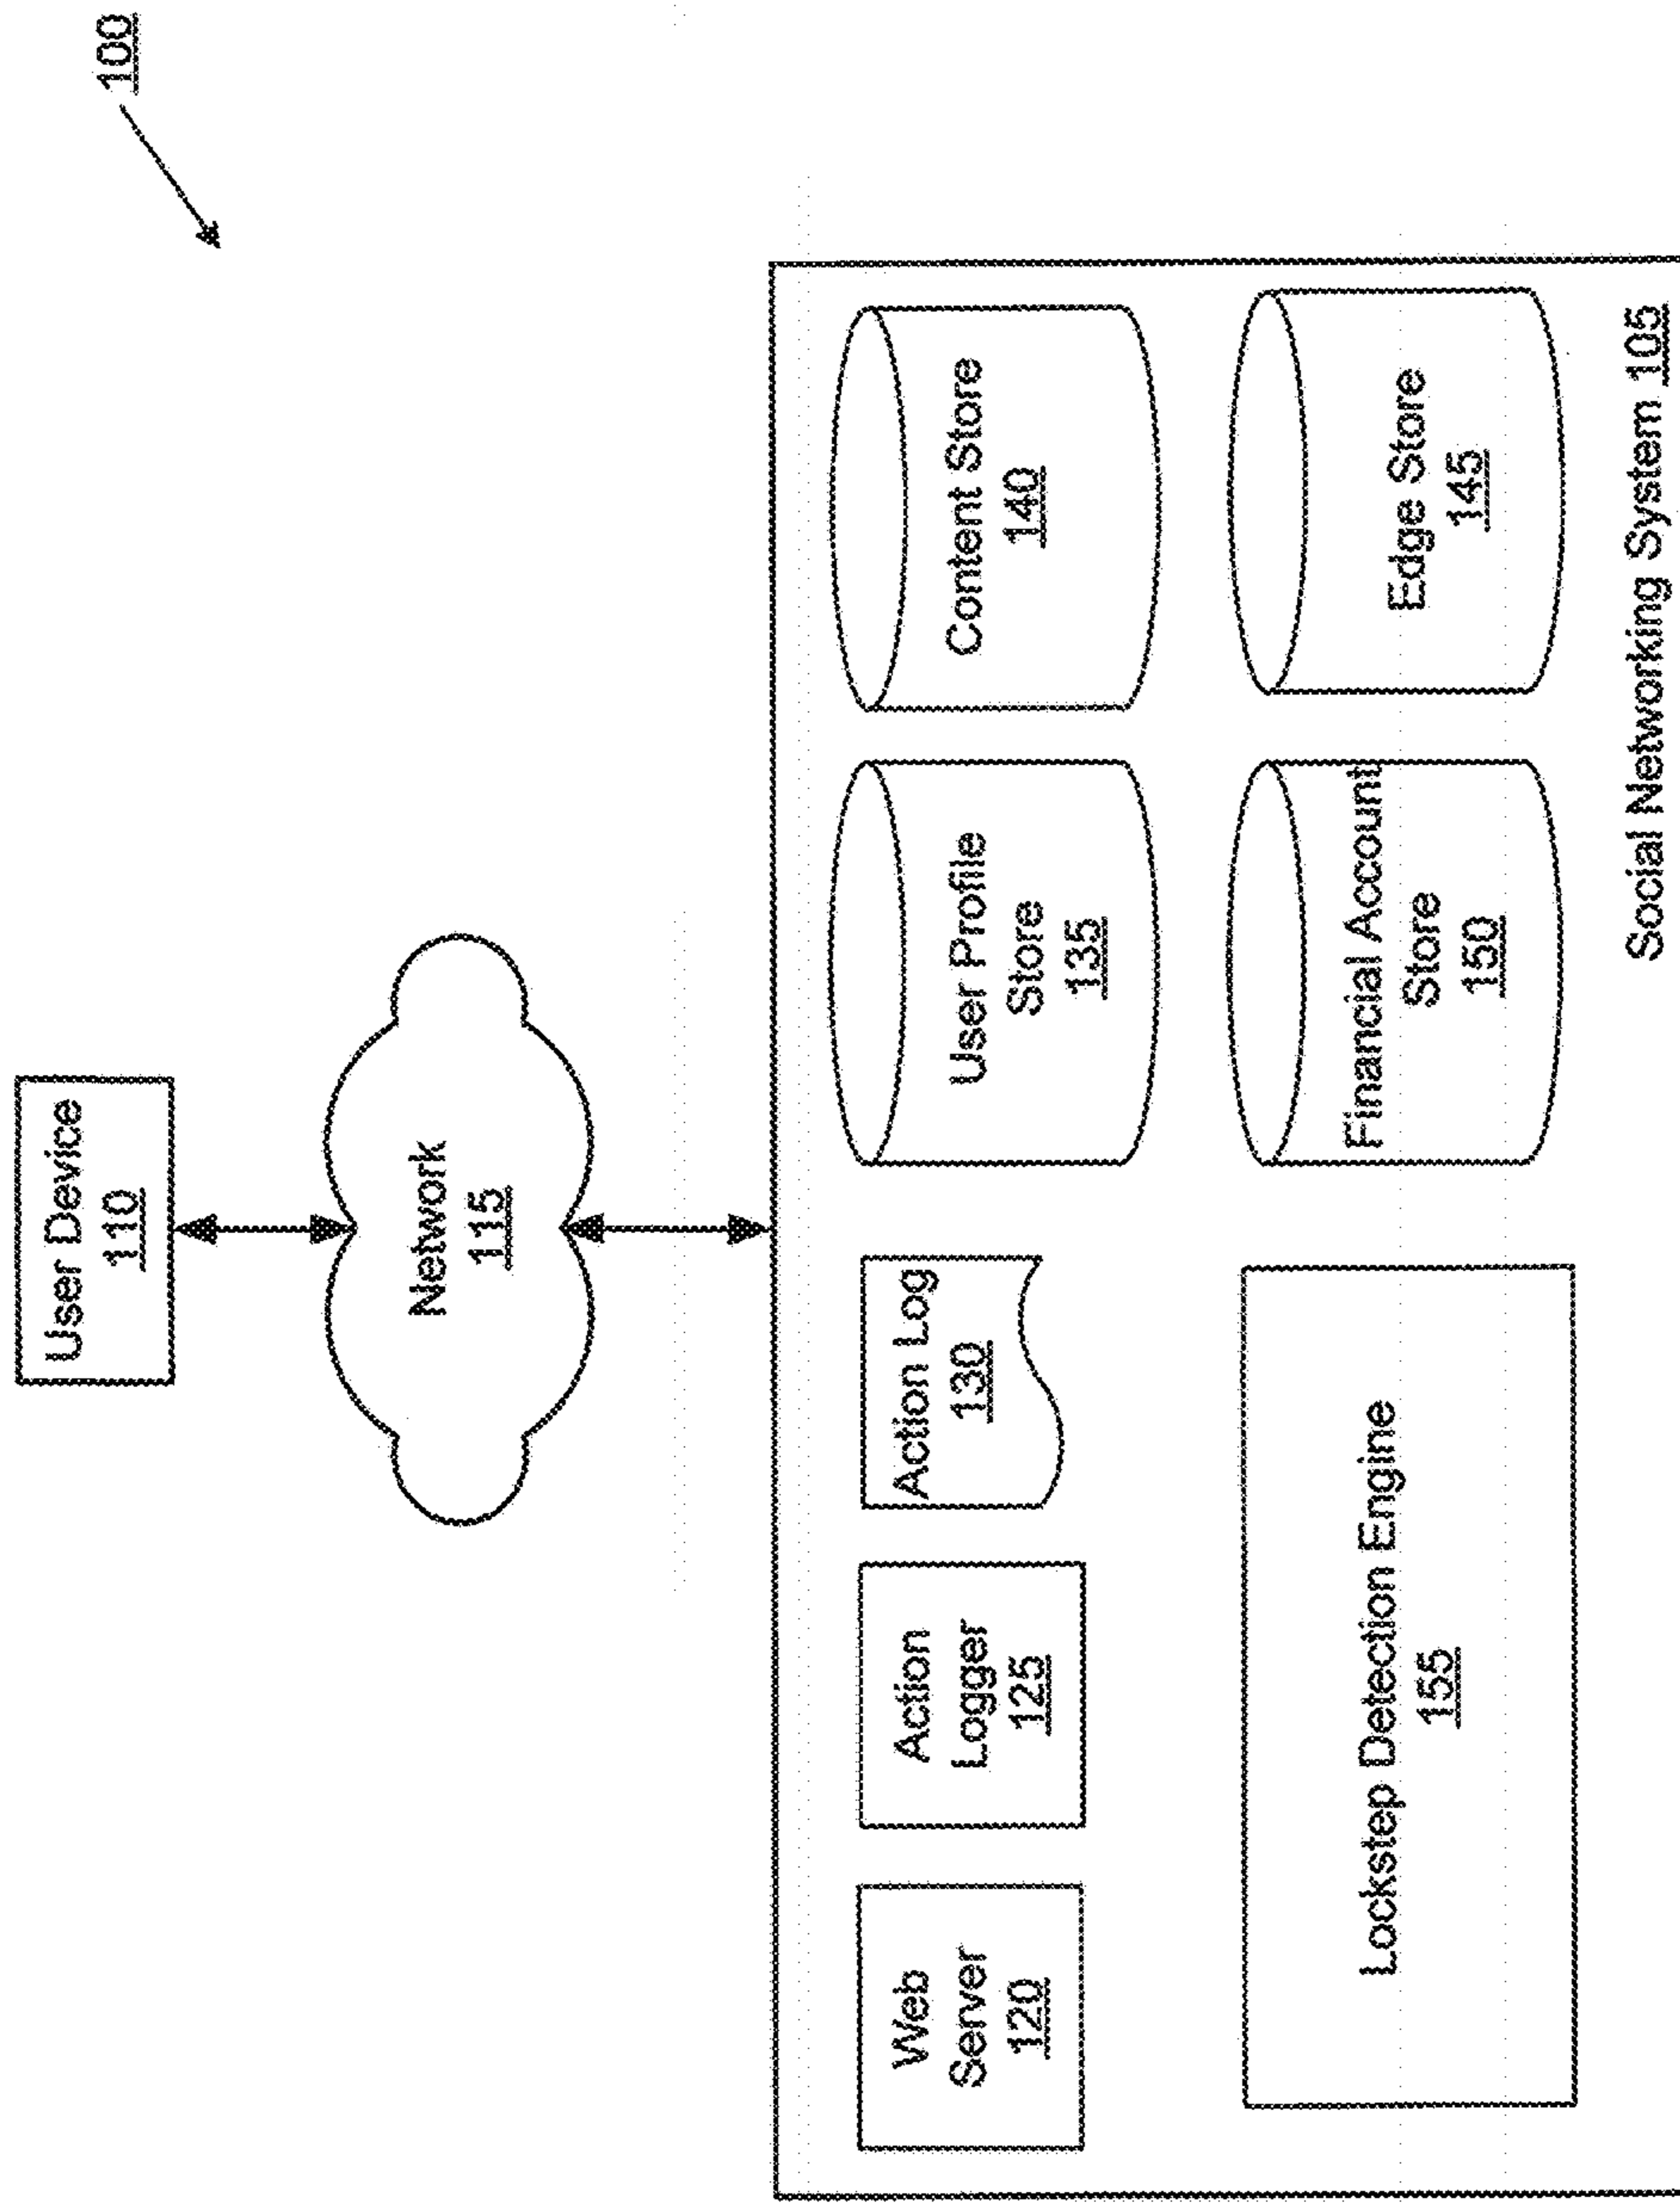 100
User Device
110
Network
115
Web
Server
120
Action
Logger
125
Action Log
130
User Profile
Store
135
Content Store
140
Lockstep Detection Engine
155
Financial Account
Store
150
Edge Store
145
Social Networking System 105